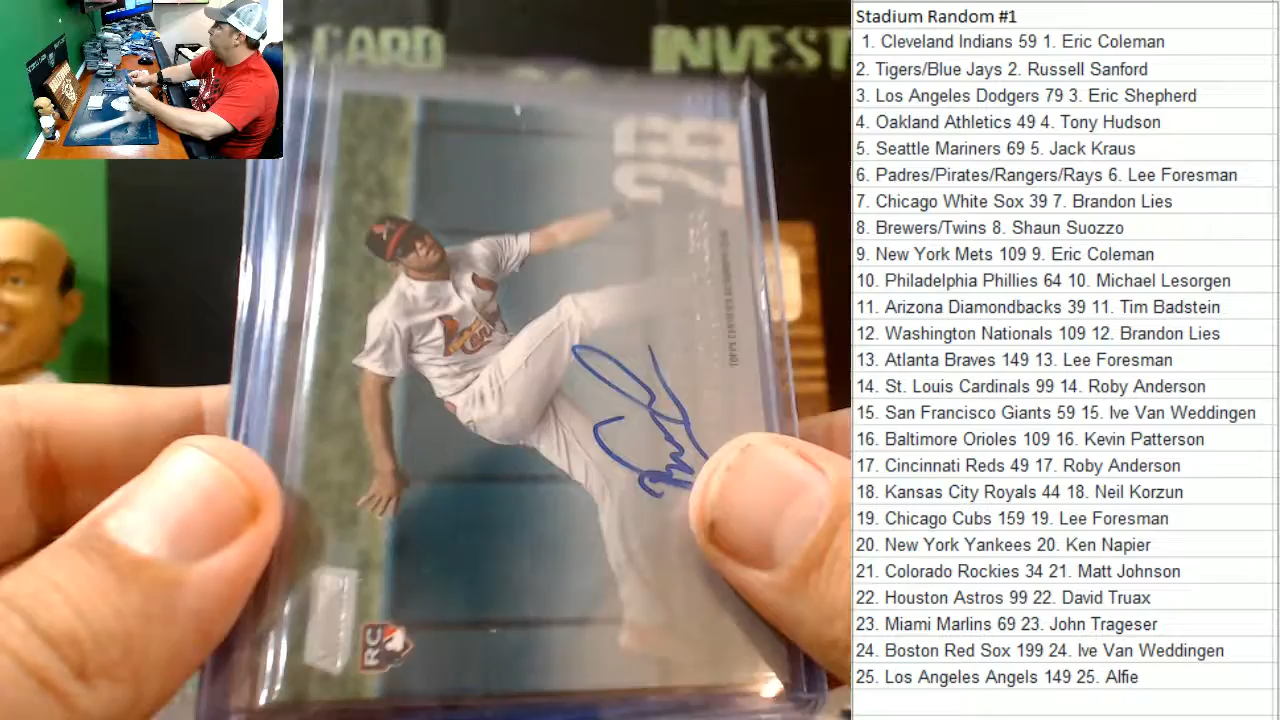 CARD INVEST
Stadium Random #1
1. Cleveland Indians 59 1. Eric Coleman
2. Tigers/Blue Jays 2. Russell Sanford
3. Los Angeles Dodgers 79 3. Eric Shepherd
4. Oakland Athletics 49 4. Tony Hudson
5. Seattle Mariners 69 5. Jack Kraus
6. Padres/Pirates/Rangers/Rays 6. Lee Foresman
7. Chicago White Sox 39 7. Brandon Lies
8. Brewers/Twins 8. Shaun Suozzo
9. New York Mets 109 9. Eric Coleman
10. Philadelphia Phillies 64 10. Michael Lesorgen
11. Arizona Diamondbacks 39 11. Tim Badstein
12. Washington Nationals 109 12. Brandon Lies
13. Atlanta Braves 149 13. Lee Foresman
14. St. Louis Cardinals 99 14. Roby Anderson
15. San Francisco Giants 59 15. Ive Van Weddingen
16. Baltimore Orioles 109 16. Kevin Patterson
17. Cincinnati Reds 49 17. Roby Anderson
18. Kansas City Royals 44 18. Neil Korzun
19. Chicago Cubs 159 19. Lee Foresman
20. New York Yankees 20. Ken Napier
21. Colorado Rockies 34 21. Matt Johnson
22. Houston Astros 99 22. David Truax
23. Miami Marlins 69 23. John Trageser
24. Boston Red Sox 199 24. Ive Van Weddingen
25. Los Angeles Angels 149 25. Alfie
2B
TOPPS CERTIFIED AUTOGRAPH ISSUE
RC